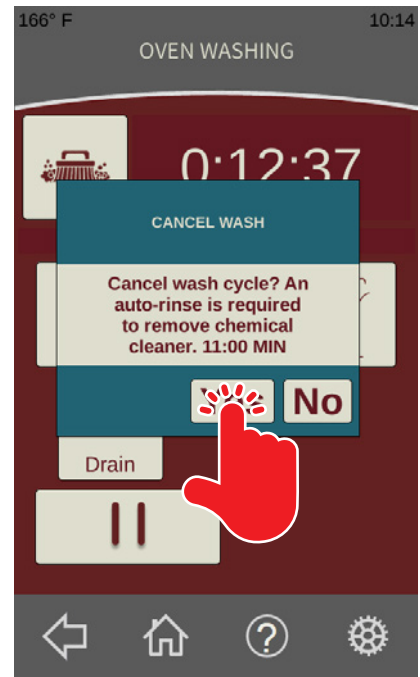 166° F 10:14
OVEN WASHING
0:12:37
CANCEL WASH
Cancel wash cycle? An
auto-rinse is required
to remove chemical
cleaner. 11:00 MIN
No
Drain
?